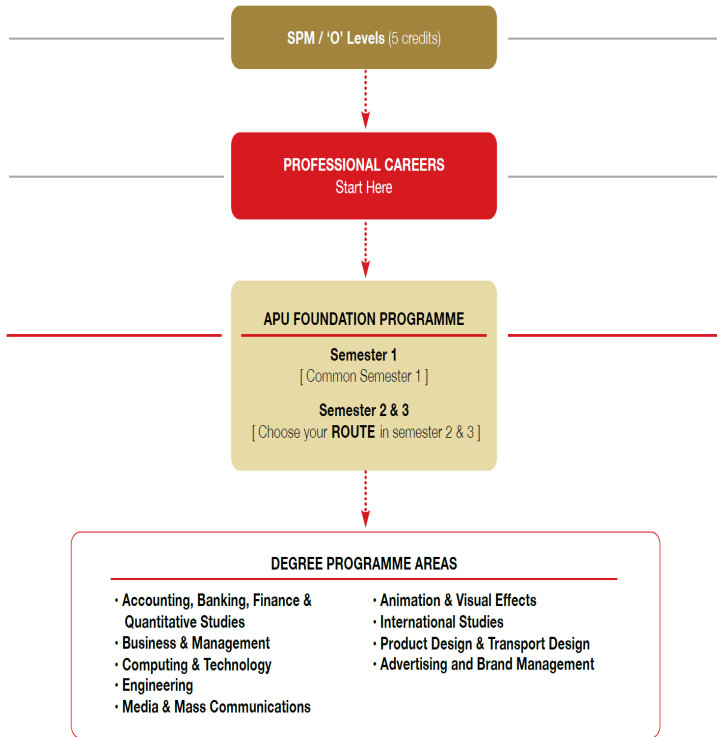 SPM / ‘O’ Levels (5 credits)
PROFESSIONAL CAREERS
Start Here
APU FOUNDATION PROGRAMME
Semester 1
[ Common Semester 1 ]
Semester 2 & 3
[ Choose your ROUTE in semester 2 & 3 ]
DEGREE PROGRAMME AREAS
· Accounting, Banking, Finance &
Quantitative Studies
· Business & Management
· Computing & Technology
· Engineering
· Media & Mass Communications
· Animation & Visual Effects
· International Studies
· Product Design & Transport Design
· Advertising and Brand Management